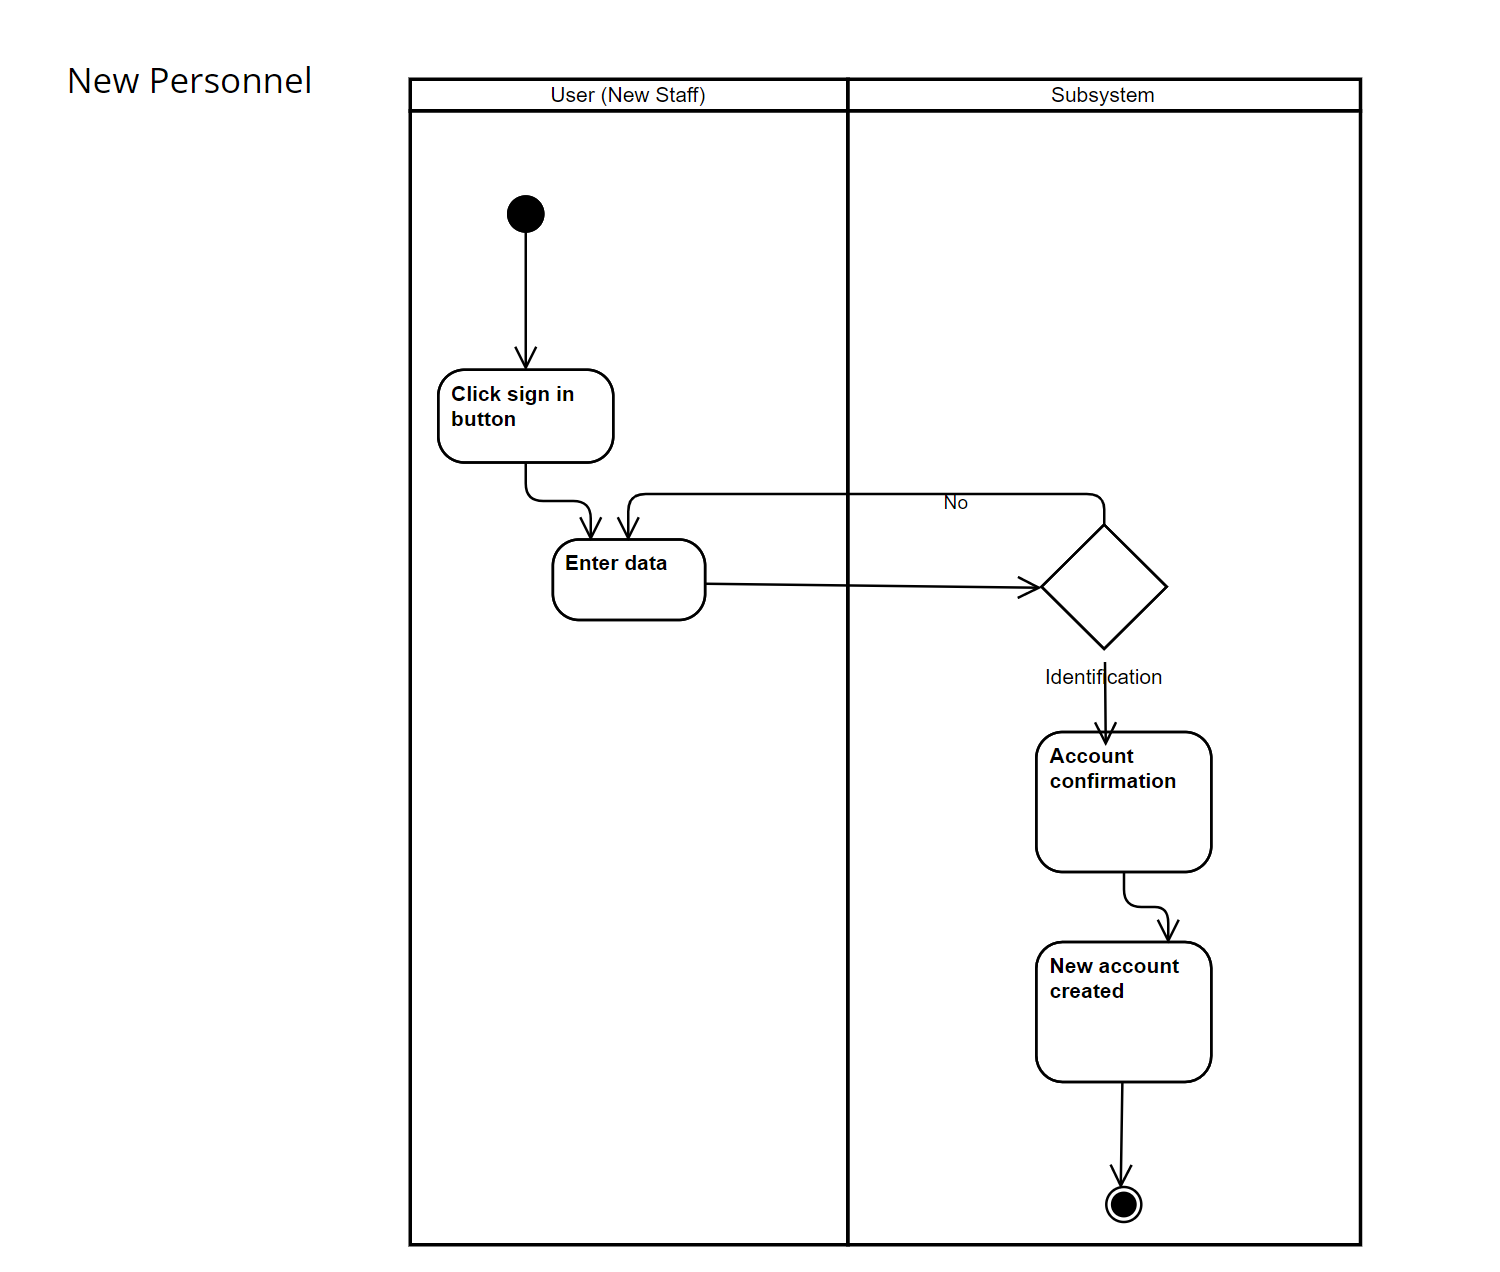 New Personnel
User (New Staff)
Subsystem
Click sign in
button
No
Enter data
Identification
Account
confirmation
New account
created